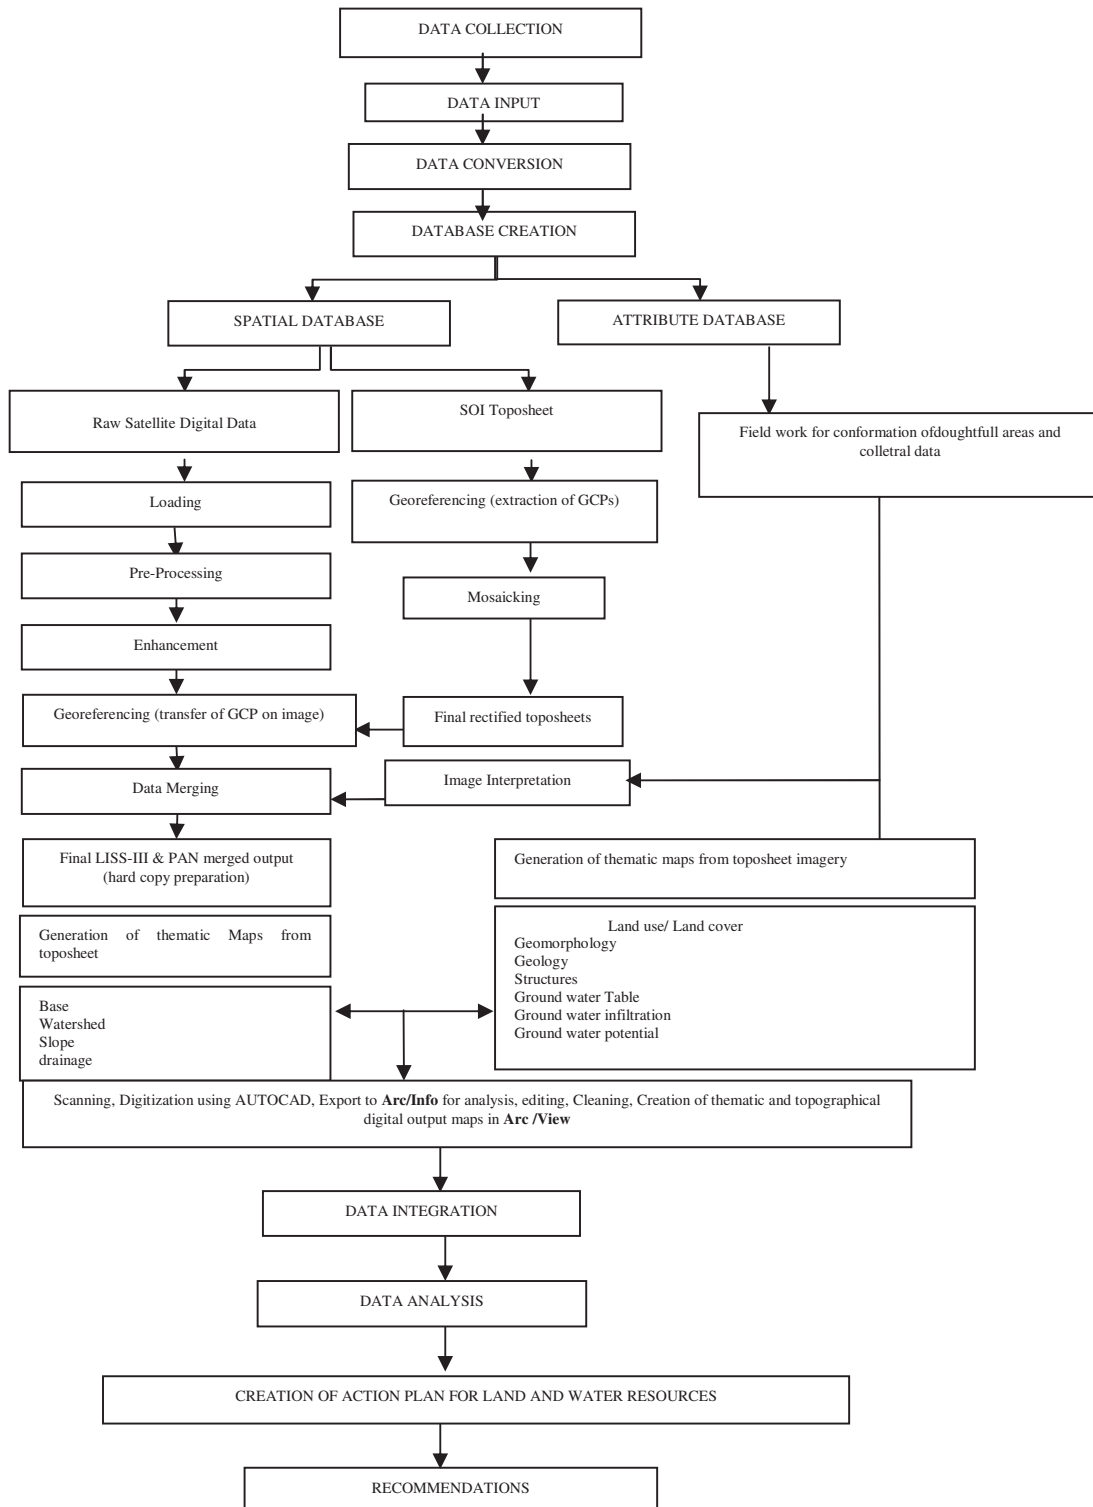 DATA COLLECTION
DATA INPUT
DATA CONVERSION
DATABASE CREATION
SPATIAL DATABASE
ATTRIBUTE DATABASE
Raw Satellite Digital Data
SOI Toposheet
Field work for conformation ofdoughtfull areas and
colletral data
Loading
Georeferencing (extraction of GCPs)
Pre-Processing
Mosaicking
Enhancement
Georeferencing (transfer of GCP on image)
Final rectified toposheets
Data Merging
Image Interpretation
Final LISS-III & PAN merged output
(hard copy preparation)
Generation of thematic maps from toposheet imagery
Generation of thematic Maps from
toposheet
Land use/ Land cover
Geomorphology
Geology
Structures
Ground water Table
Ground water infiltration
Ground water potential
Base
Watershed
Slope
drainage
Scanning, Digitization using AUTOCAD, Export to Arc/Info for analysis, editing, Cleaning, Creation of thematic and topographical
digital output maps in Arc /View
DATA INTEGRATION
DATA ANALYSIS
CREATION OF ACTION PLAN FOR LAND AND WATER RESOURCES
RECOMMENDATIONS